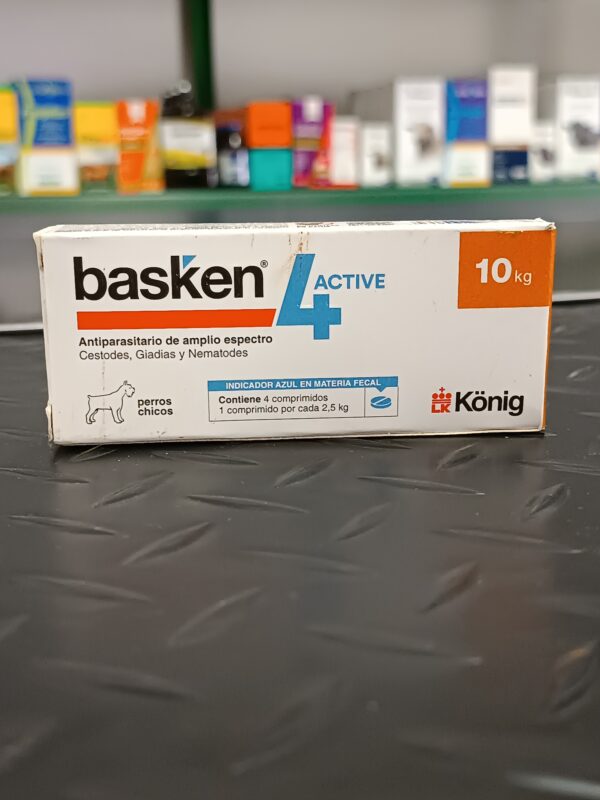 basken® 4 ACTIVE
10 kg
Antiparasitario de amplio espectro
Cestodes, Giadias y Nematodes
perros
chicos
INDICADOR AZUL EN MATERIA FECAL
Contiene 4 comprimidos
1 comprimido por cada 2,5 kg
LK König